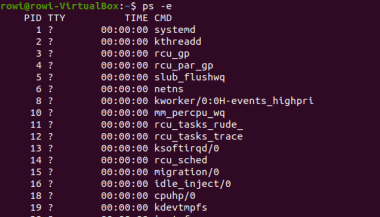 rowi@rowi-VirtualBox:~$ ps -e
PID TTY TIME CMD
1 ? 00:00:00 systemd
2 ? 00:00:00 kthreadd
3 ? 00:00:00 rcu_gp
4 ? 00:00:00 rcu_par_gp
5 ? 00:00:00 slub_flushwq
6 ? 00:00:00 netns
8 ? 00:00:00 kworker/0:0H-events_highpri
10 ? 00:00:00 mm_percpu_wq
11 ? 00:00:00 rcu_tasks_rude_
12 ? 00:00:00 rcu_tasks_trace
13 ? 00:00:00 ksoftirqd/0
14 ? 00:00:00 rcu_sched
15 ? 00:00:00 migration/0
16 ? 00:00:00 idle_inject/0
18 ? 00:00:00 cpuhp/0
19 ? 00:00:00 kdevtmpfs